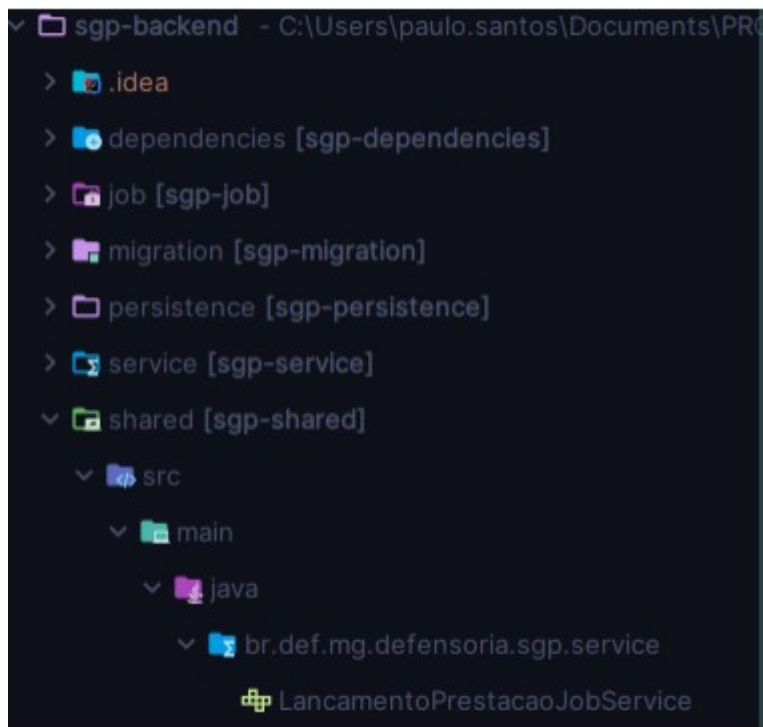 sgp-backend - C:\Users\paulo.santos\Documents\PR
.idea
dependencies [sgp-dependencies]
job [sgp-job]
migration [sgp-migration]
persistence [sgp-persistence]
service [sgp-service]
shared [sgp-shared]
src
main
java
br.def.mg.defensoria.sgp.service
LancamentoPrestacaoJobService